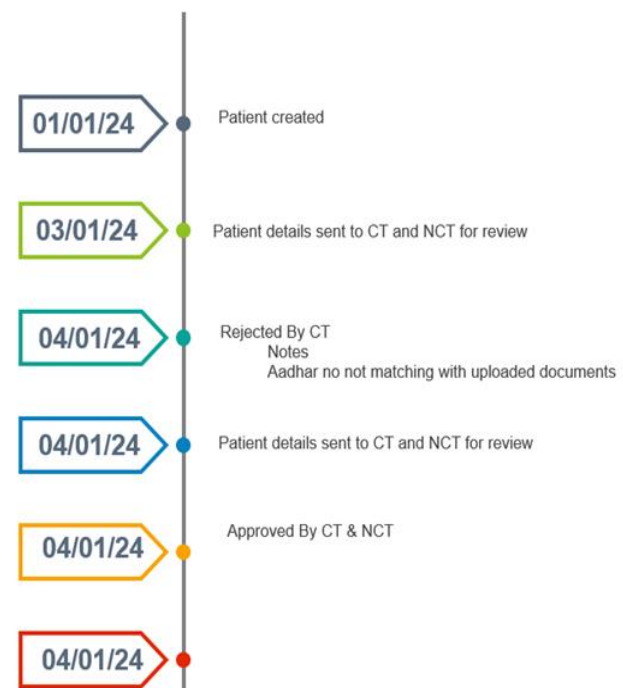 01/01/24
Patient created
03/01/24
Patient details sent to CT and NCT for review
04/01/24
Rejected By CT
Notes
Aadhar no not matching with uploaded documents
04/01/24
Patient details sent to CT and NCT for review
04/01/24
Approved By CT & NCT
04/01/24